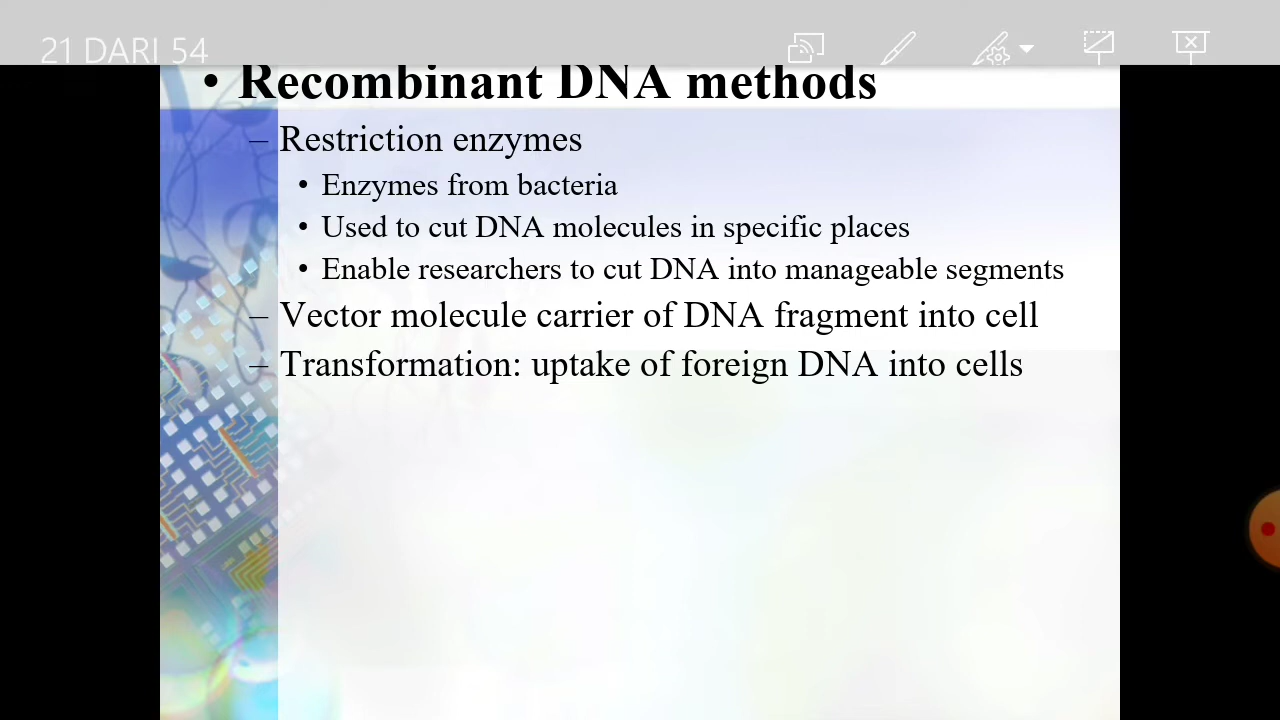 21 DARI 54
• Recombinant DNA methods
– Restriction enzymes
• Enzymes from bacteria
• Used to cut DNA molecules in specific places
• Enable researchers to cut DNA into manageable segments
– Vector molecule carrier of DNA fragment into cell
– Transformation: uptake of foreign DNA into cells